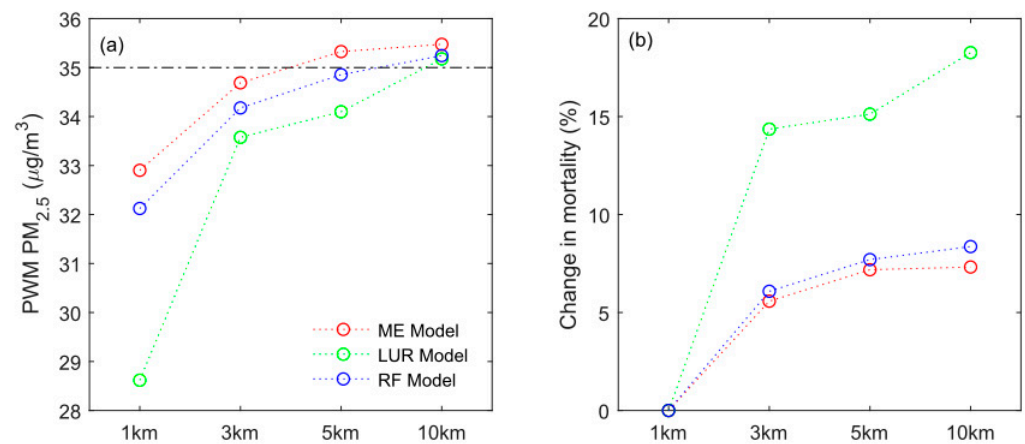 (a)
PWM PM2.5 (μg/m3)
36
35
34
33
32
31
30
29
28
ME Model
LUR Model
RF Model
1km 3km 5km 10km
(b)
Change in mortality (%)
20
15
10
5
0
1km 3km 5km 10km